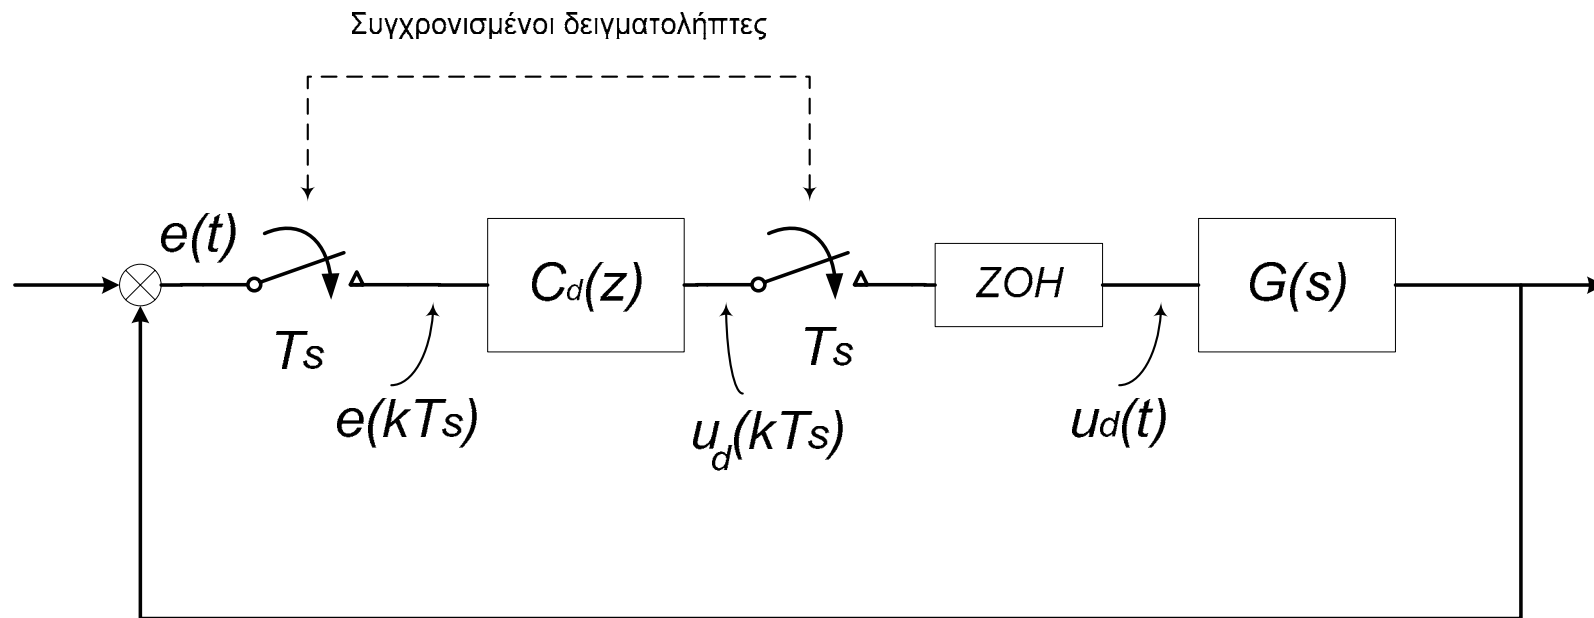 Συγχρονισμένοι δειγματολήπτες
e(t)
Cd(z)
ZOH
G(s)
Ts
Ts
e(kTs)
ud(kTs)
ud(t)